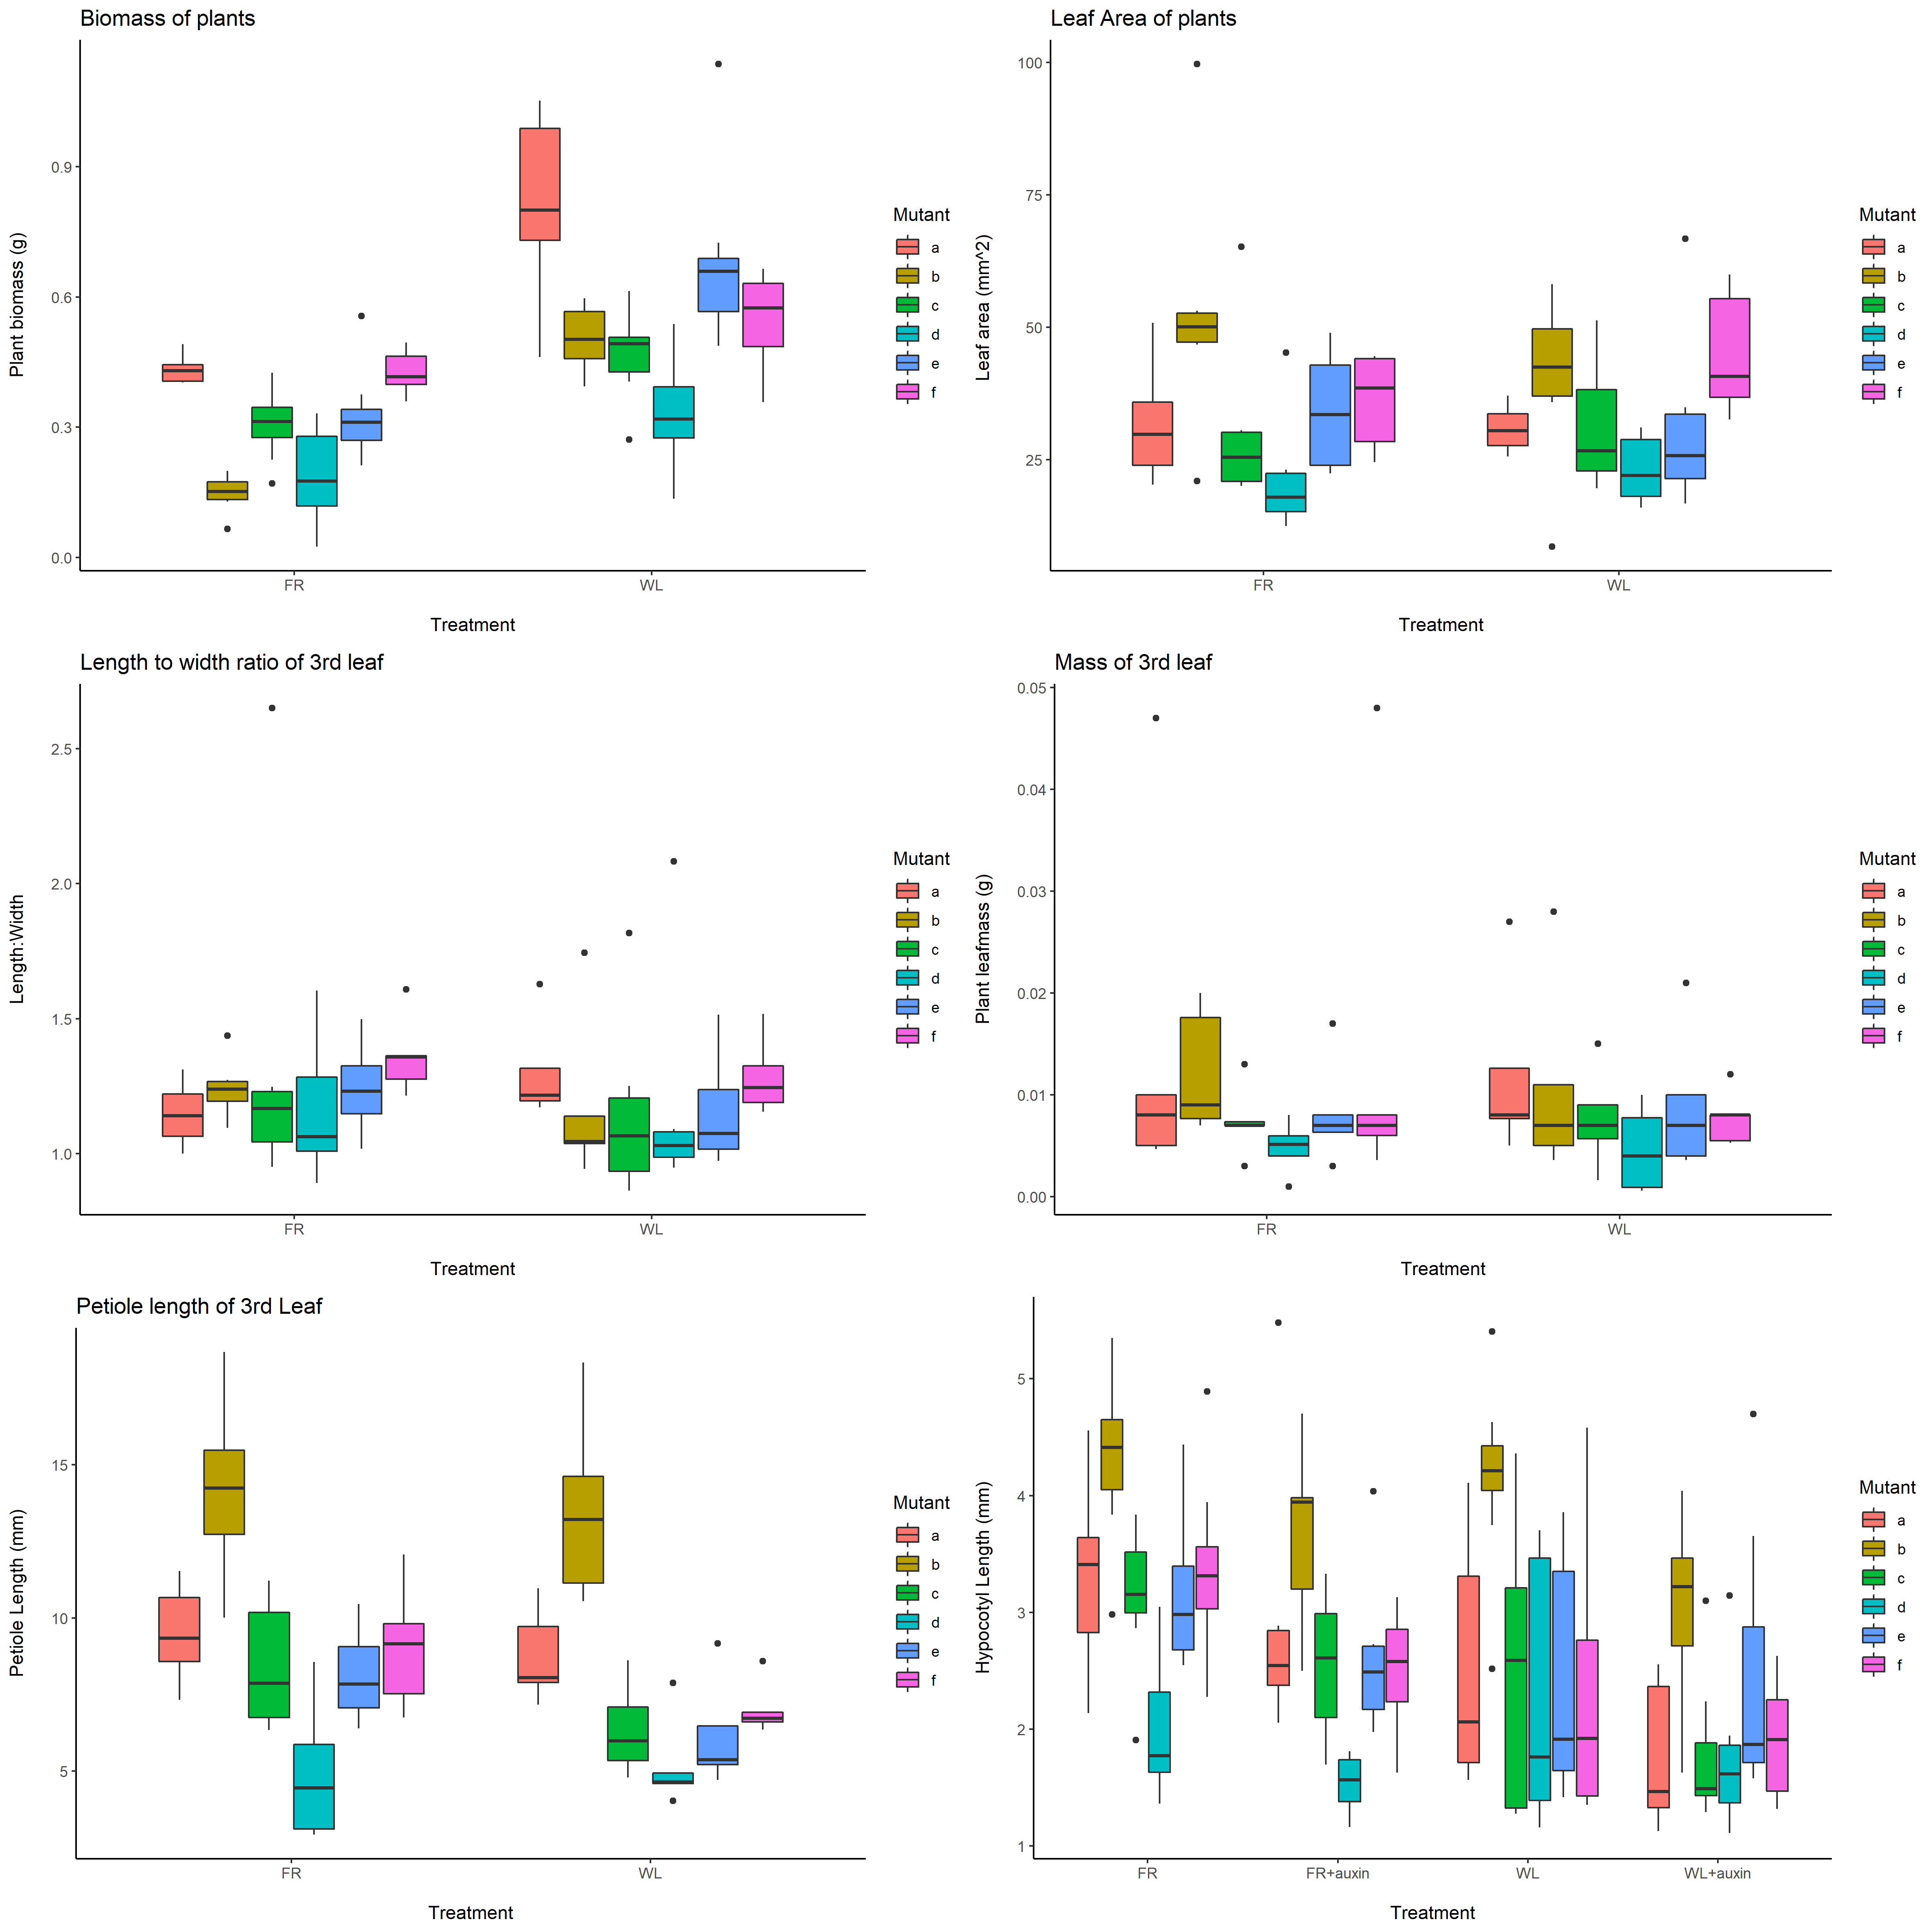 Biomass of plants
Plant biomass (g)
0.9
0.6
0.3
0.0
FR
WL
Treatment
Mutant
a
b
c
d
e
f
Leaf Area of plants
Leaf area (mm^2)
100
75
50
25
FR
WL
Treatment
Mutant
a
b
c
d
e
f
Length to width ratio of 3rd leaf
Length:Width
2.5
2.0
1.5
1.0
FR
WL
Treatment
Mutant
a
b
c
d
e
f
Mass of 3rd leaf
Plant leafmass (g)
0.05
0.04
0.03
0.02
0.01
0.00
FR
WL
Treatment
Mutant
a
b
c
d
e
f
Petiole length of 3rd Leaf
Petiole Length (mm)
15
10
5
FR
WL
Treatment
Mutant
a
b
c
d
e
f
Hypocotyl Length (mm)
5
4
3
2
1
FR
FR+auxin
WL
WL+auxin
Treatment
Mutant
a
b
c
d
e
f